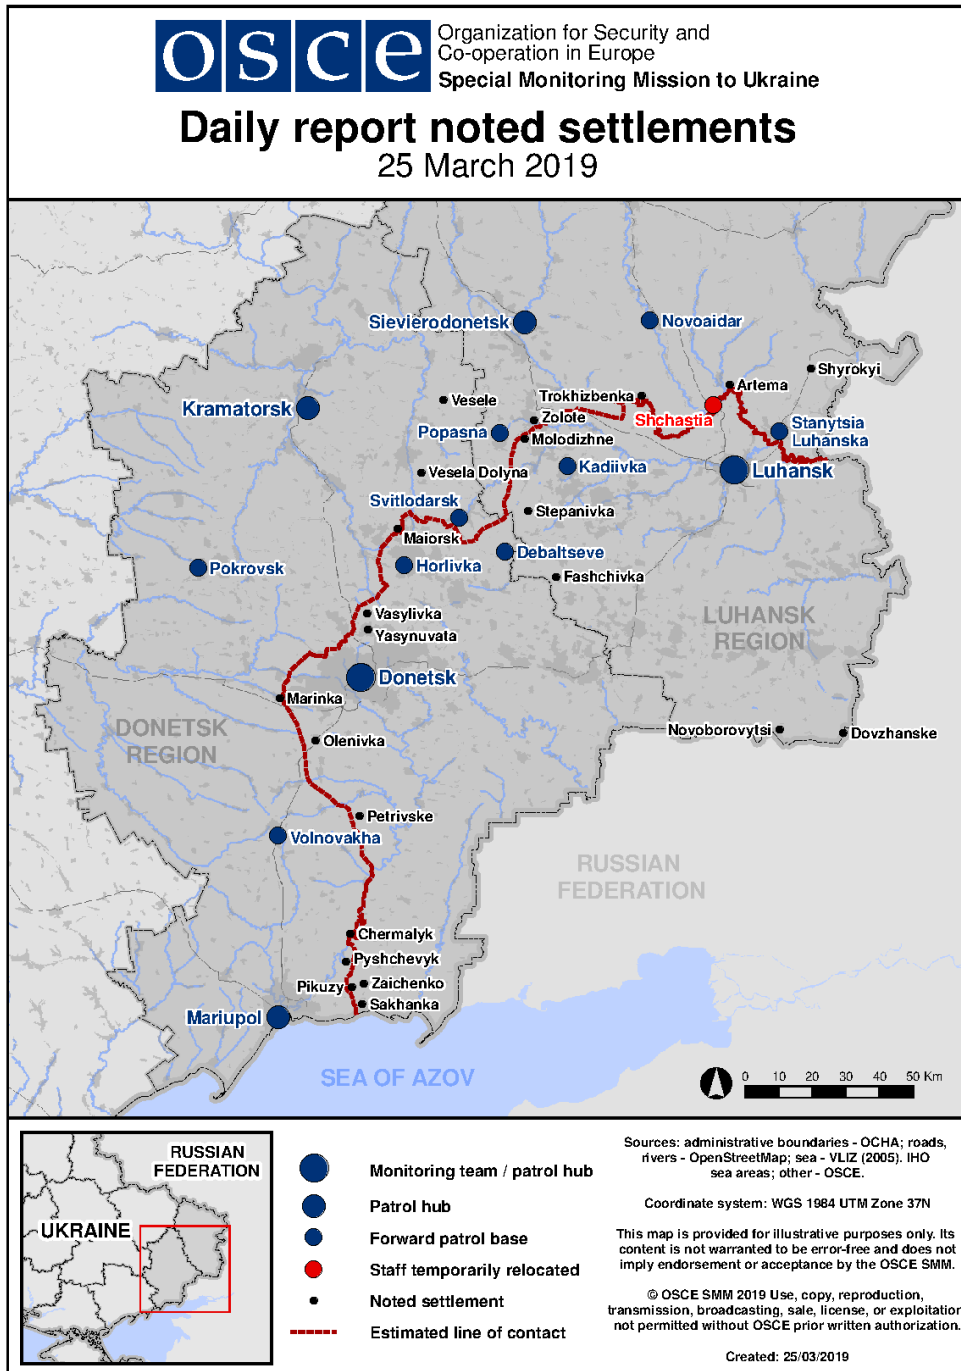 osce
Organization for Security and
Co-operation in Europe
Special Monitoring Mission to Ukraine
Daily report noted settlements
25 March 2019
Sievierodonetsk
Novoaidar
Shyrokyi
Artema
Trokhizbenka
Vesele
Kramatorsk
Shchastia
Zolote
Stanytsia
Luhanska
Popasna
Molodizhne
Kadiivka
Luhansk
Vesela Dolyna
Svitlodarsk
Stepanivka
Maiorsk
Debaltseve
Horlivka
Pokrovsk
Fashchivka
Vasylivka
LUHANSK
REGION
Yasynuvata
Donetsk
Marinka
DONETSK
REGION
Novoborovytsi
Dovzhanske
Olenivka
Petrivske
Volnovakha
RUSSIAN
FEDERATION
Chermalyk
Pyshchevyk
Zaichenko
Pikuzy
Sakhanka
Mariupol
SEA OF AZOV
0 10 20 30 40 50 Km
RUSSIAN
FEDERATION
UKRAINE
Monitoring team / patrol hub
Patrol hub
Forward patrol base
Staff temporarily relocated
Noted settlement
Estimated line of contact
Sources: administrative boundaries - OCHA; roads,
rivers - OpenStreetMap; sea - VLIZ (2005). IHO
sea areas; other - OSCE.
Coordinate system: WGS 1984 UTM Zone 37N
This map is provided for illustrative purposes only. Its
content is not warranted to be error-free and does not
imply endorsement or acceptance by the OSCE SMM.
© OSCE SMM 2019 Use, copy, reproduction,
transmission, broadcasting, sale, license, or exploitation
not permitted without OSCE prior written authorization.
Created: 25/03/2019